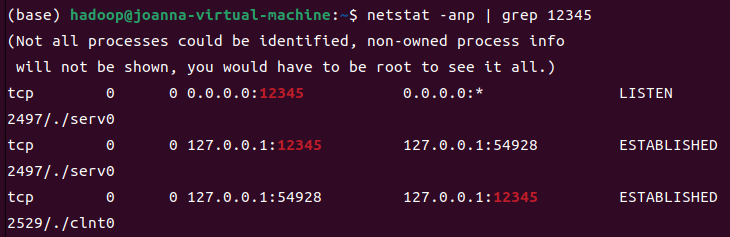 (base) hadoop@joanna-virtual-machine:~$ netstat -anp | grep 12345
(Not all processes could be identified, non-owned process info
 will not be shown, you would have to be root to see it all.)
tcp        0      0 0.0.0.0:12345           0.0.0.0:*               LISTEN
2497/./serv0
tcp        0      0 127.0.0.1:12345         127.0.0.1:54928         ESTABLISHED
2497/./serv0
tcp        0      0 127.0.0.1:54928         127.0.0.1:12345         ESTABLISHED
2529/./clnt0